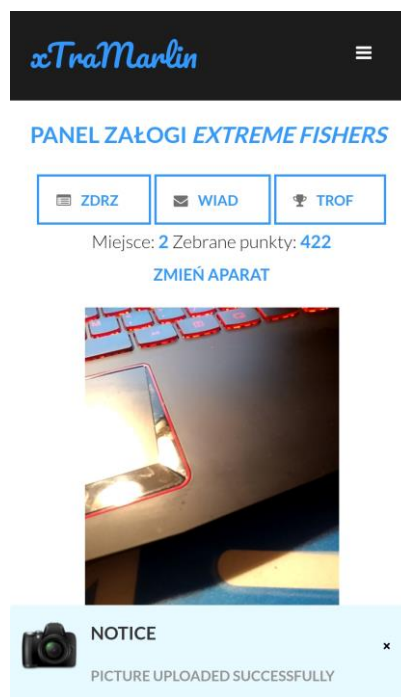 xTraMarlin
PANEL ZAŁOGI EXTREME FISHERS
ZDRZ WIAD TROF
Miejsce: 2 Zebrane punkty: 422
ZMIEŃ APARAT
NOTICE
×
PICTURE UPLOADED SUCCESSFULLY